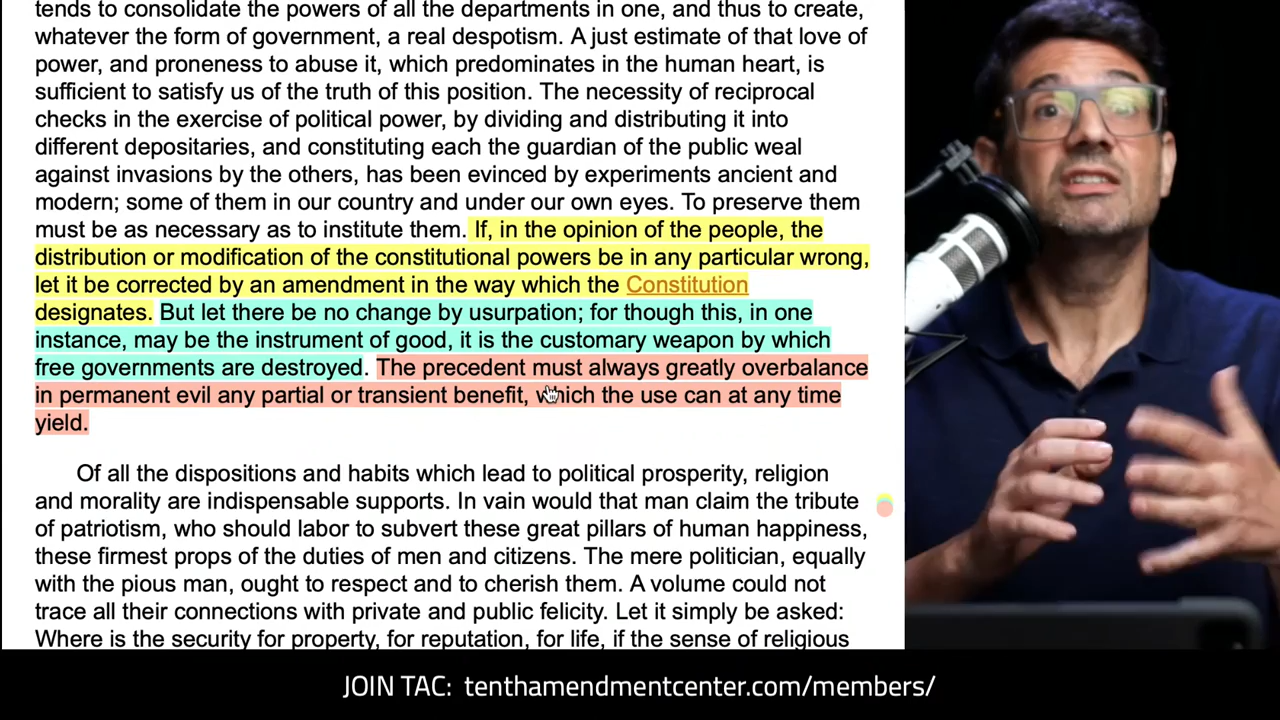 tends to consolidate the powers of all the departments in one, and thus to create,
whatever the form of government, a real despotism. A just estimate of that love of
power, and proneness to abuse it, which predominates in the human heart, is
sufficient to satisfy us of the truth of this position. The necessity of reciprocal
checks in the exercise of political power, by dividing and distributing it into
different depositaries, and constituting each the guardian of the public weal
against invasions by the others, has been evinced by experiments ancient and
modern; some of them in our country and under our own eyes. To preserve them
must be as necessary as to institute them. If, in the opinion of the people, the
distribution or modification of the constitutional powers be in any particular wrong,
let it be corrected by an amendment in the way which the Constitution
designates. But let there be no change by usurpation; for though this, in one
instance, may be the instrument of good, it is the customary weapon by which
free governments are destroyed. The precedent must always greatly overbalance
in permanent evil any partial or transient benefit, which the use can at any time
yield.
Of all the dispositions and habits which lead to political prosperity, religion
and morality are indispensable supports. In vain would that man claim the tribute
of patriotism, who should labor to subvert these great pillars of human happiness,
these firmest props of the duties of men and citizens. The mere politician, equally
with the pious man, ought to respect and to cherish them. A volume could not
trace all their connections with private and public felicity. Let it simply be asked:
Where is the security for property, for reputation, for life, if the sense of religious
JOIN TAC: tenthamendmentcenter.com/members/